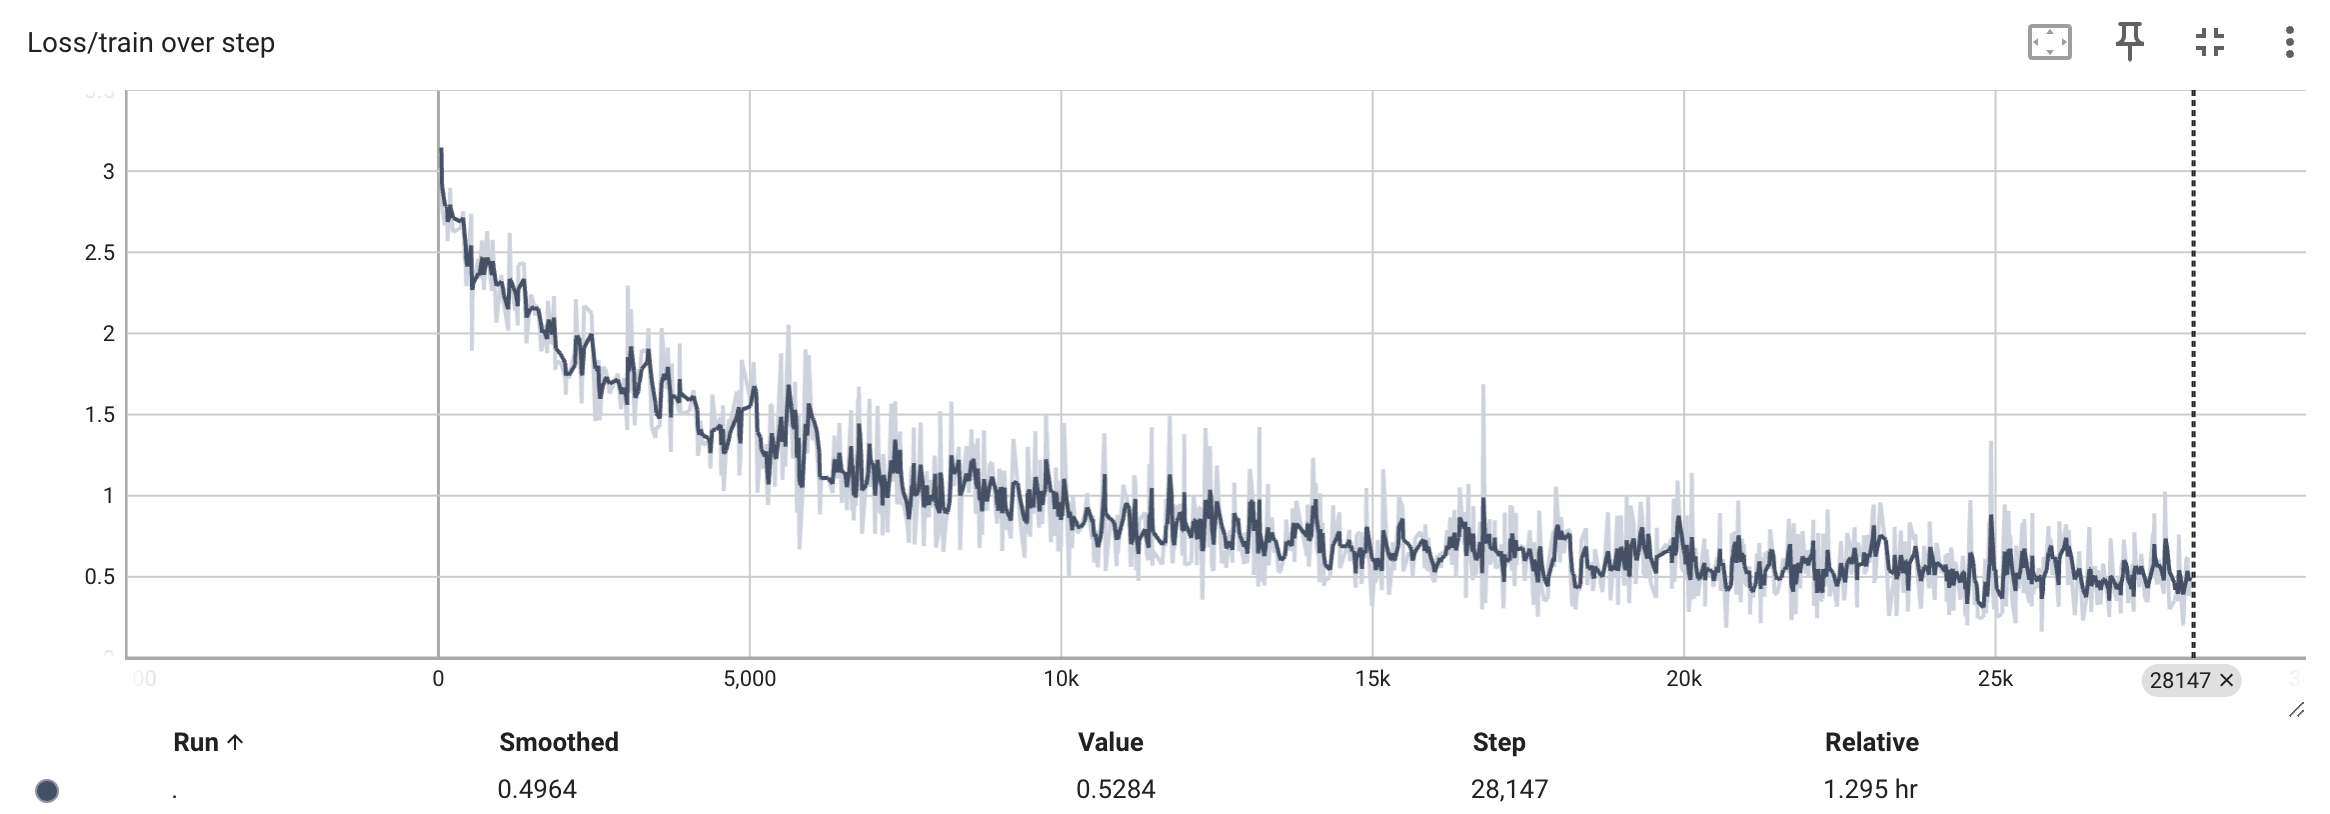 Loss/train over step
3
2.5
2
1.5
1
0.5
0 5,000 10k 15k 20k 25k 28147 ×
Run ↑ Smoothed Value Step Relative
. 0.4964 0.5284 28,147 1.295 hr